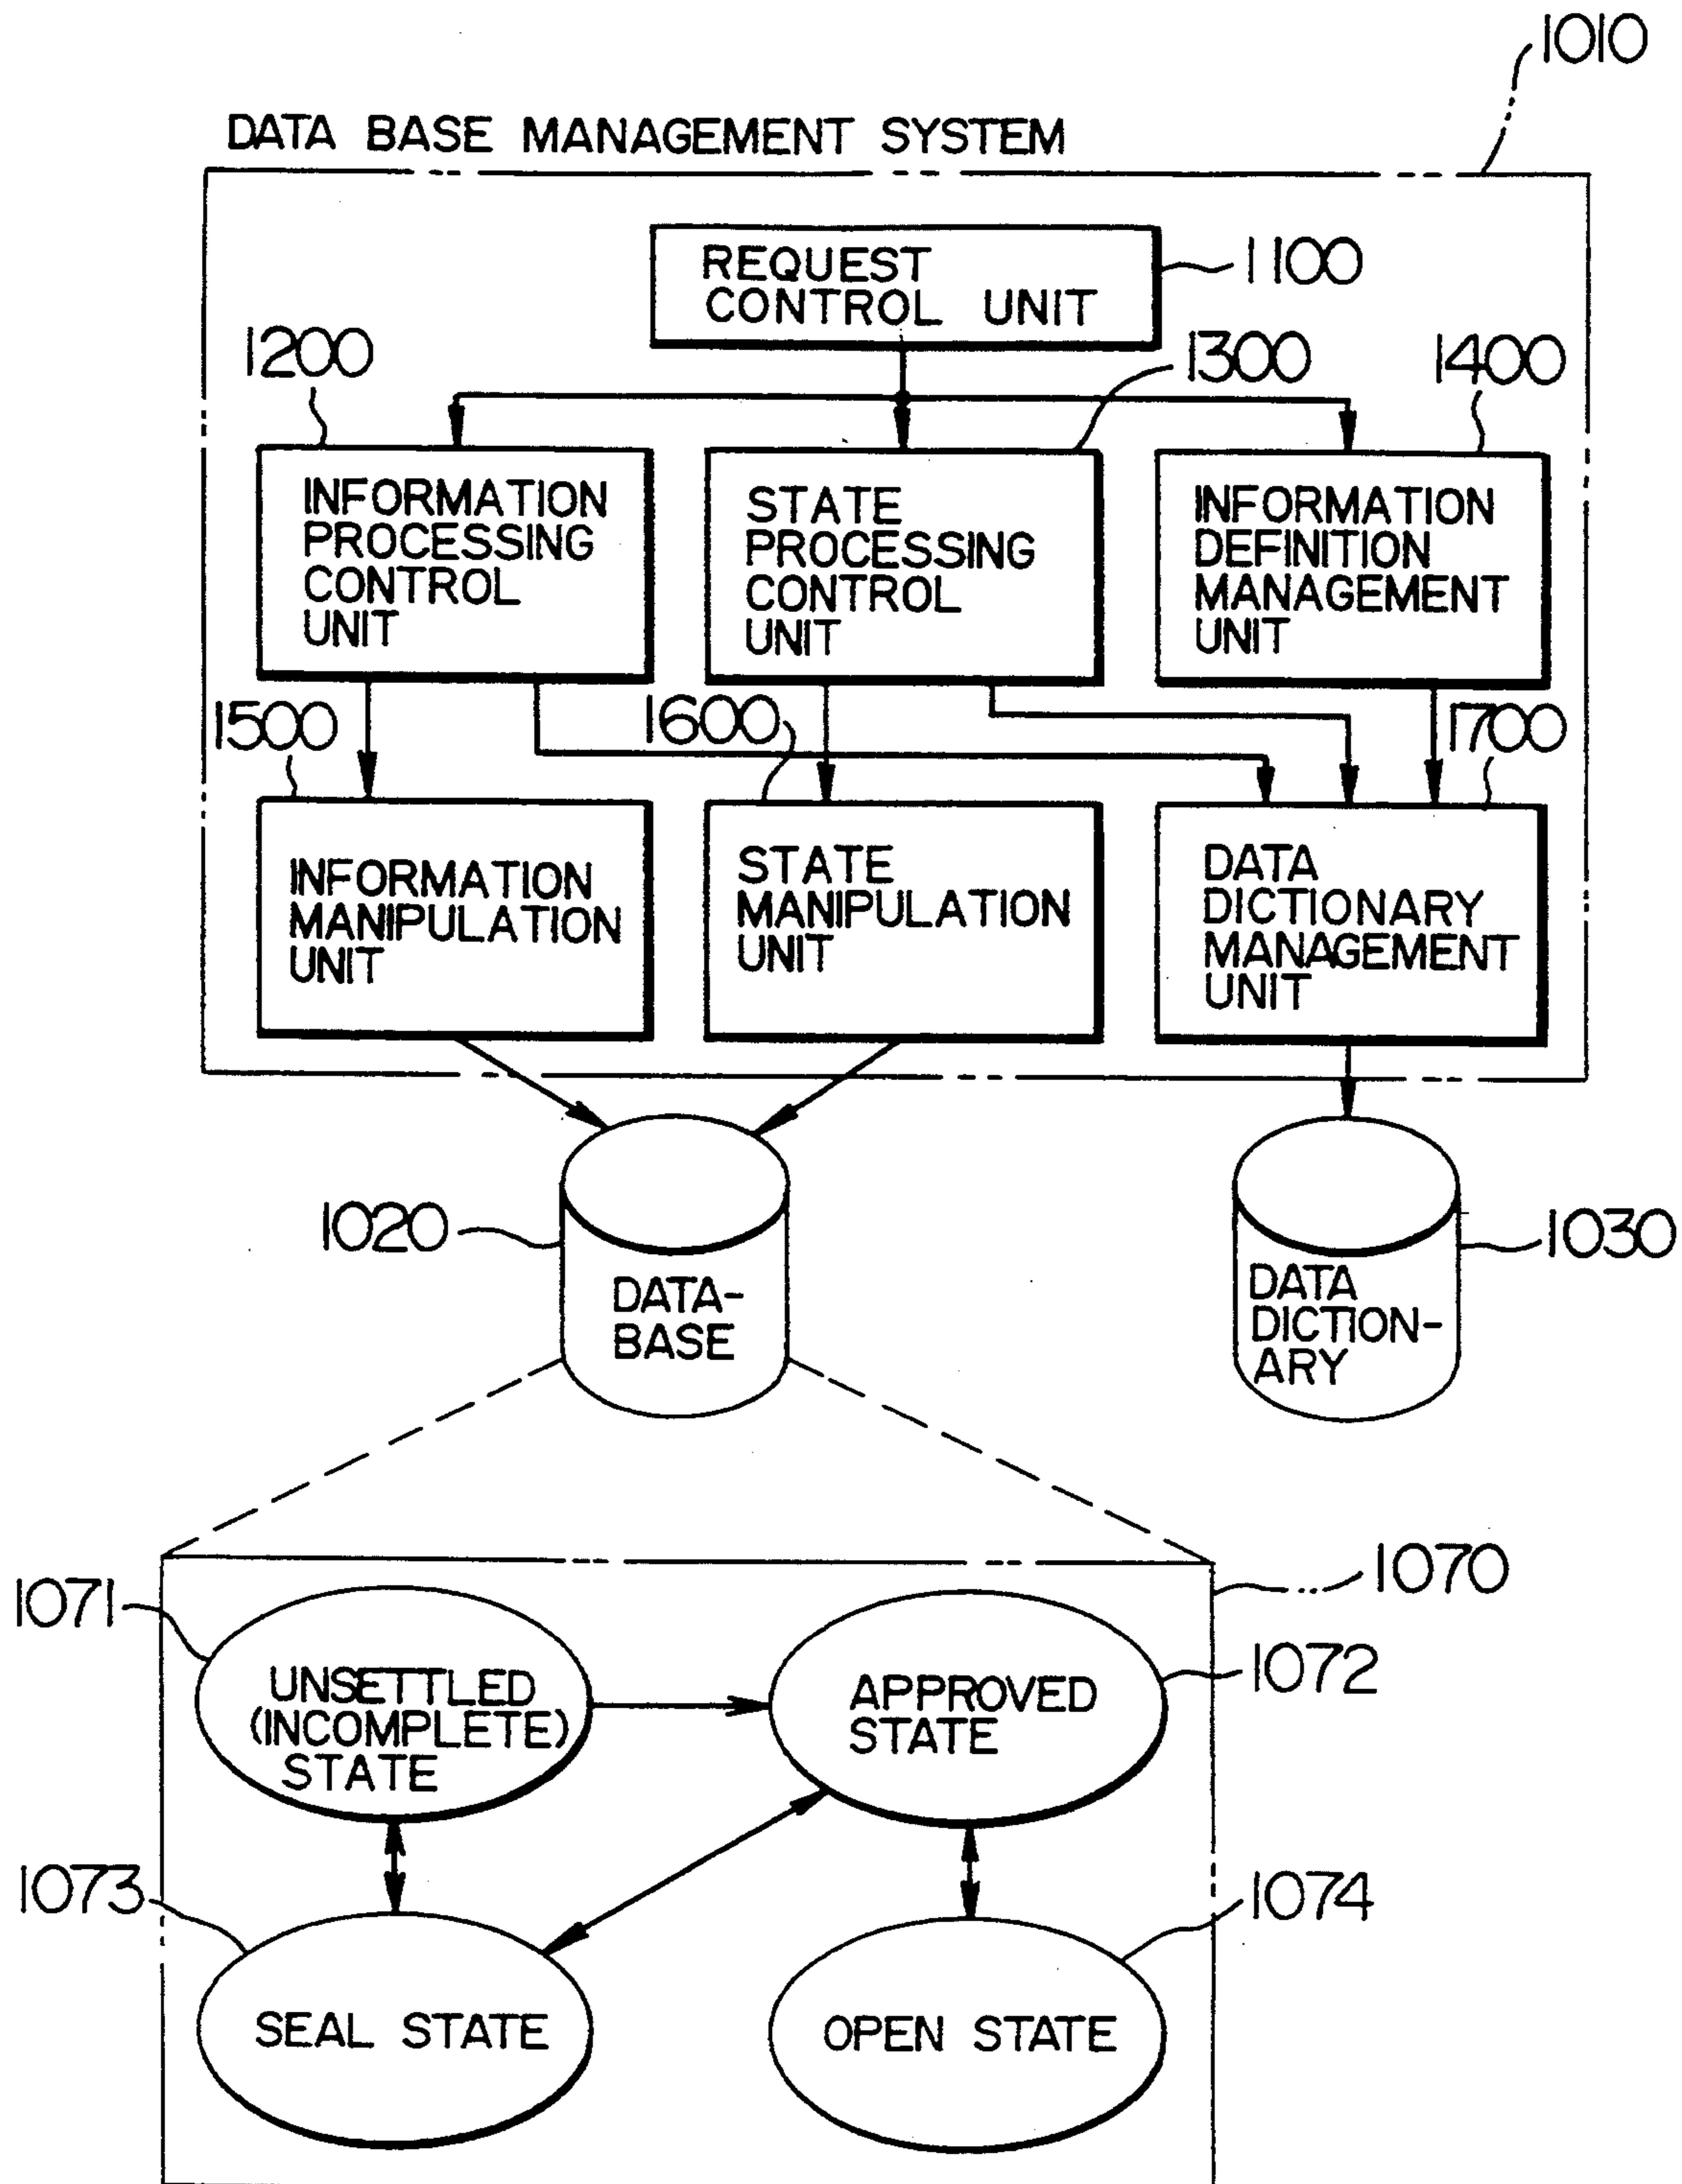 1010
DATA BASE MANAGEMENT SYSTEM
REQUEST
CONTROL UNIT
1100
1200
1300
1400
INFORMATION
PROCESSING
CONTROL
UNIT
STATE
PROCESSING
CONTROL
UNIT
INFORMATION
DEFINITION
MANAGEMENT
UNIT
1500
1600
1700
INFORMATION
MANIPULATION
UNIT
STATE
MANIPULATION
UNIT
DATA
DICTIONARY
MANAGEMENT
UNIT
1020
DATA-
BASE
1030
DATA
DICTION-
ARY
1070
1071
UNSETTLED
(INCOMPLETE)
STATE
1072
APPROVED
STATE
1073
SEAL STATE
1074
OPEN STATE